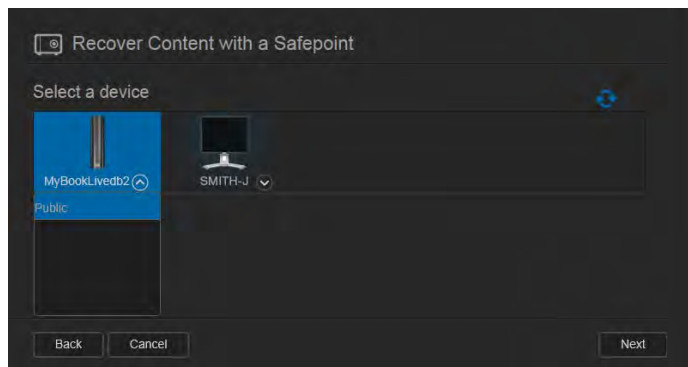 Recover Content with a Safepoint
Select a device
MyBookLivedb2 SMITH-J
Public
Back Cancel Next